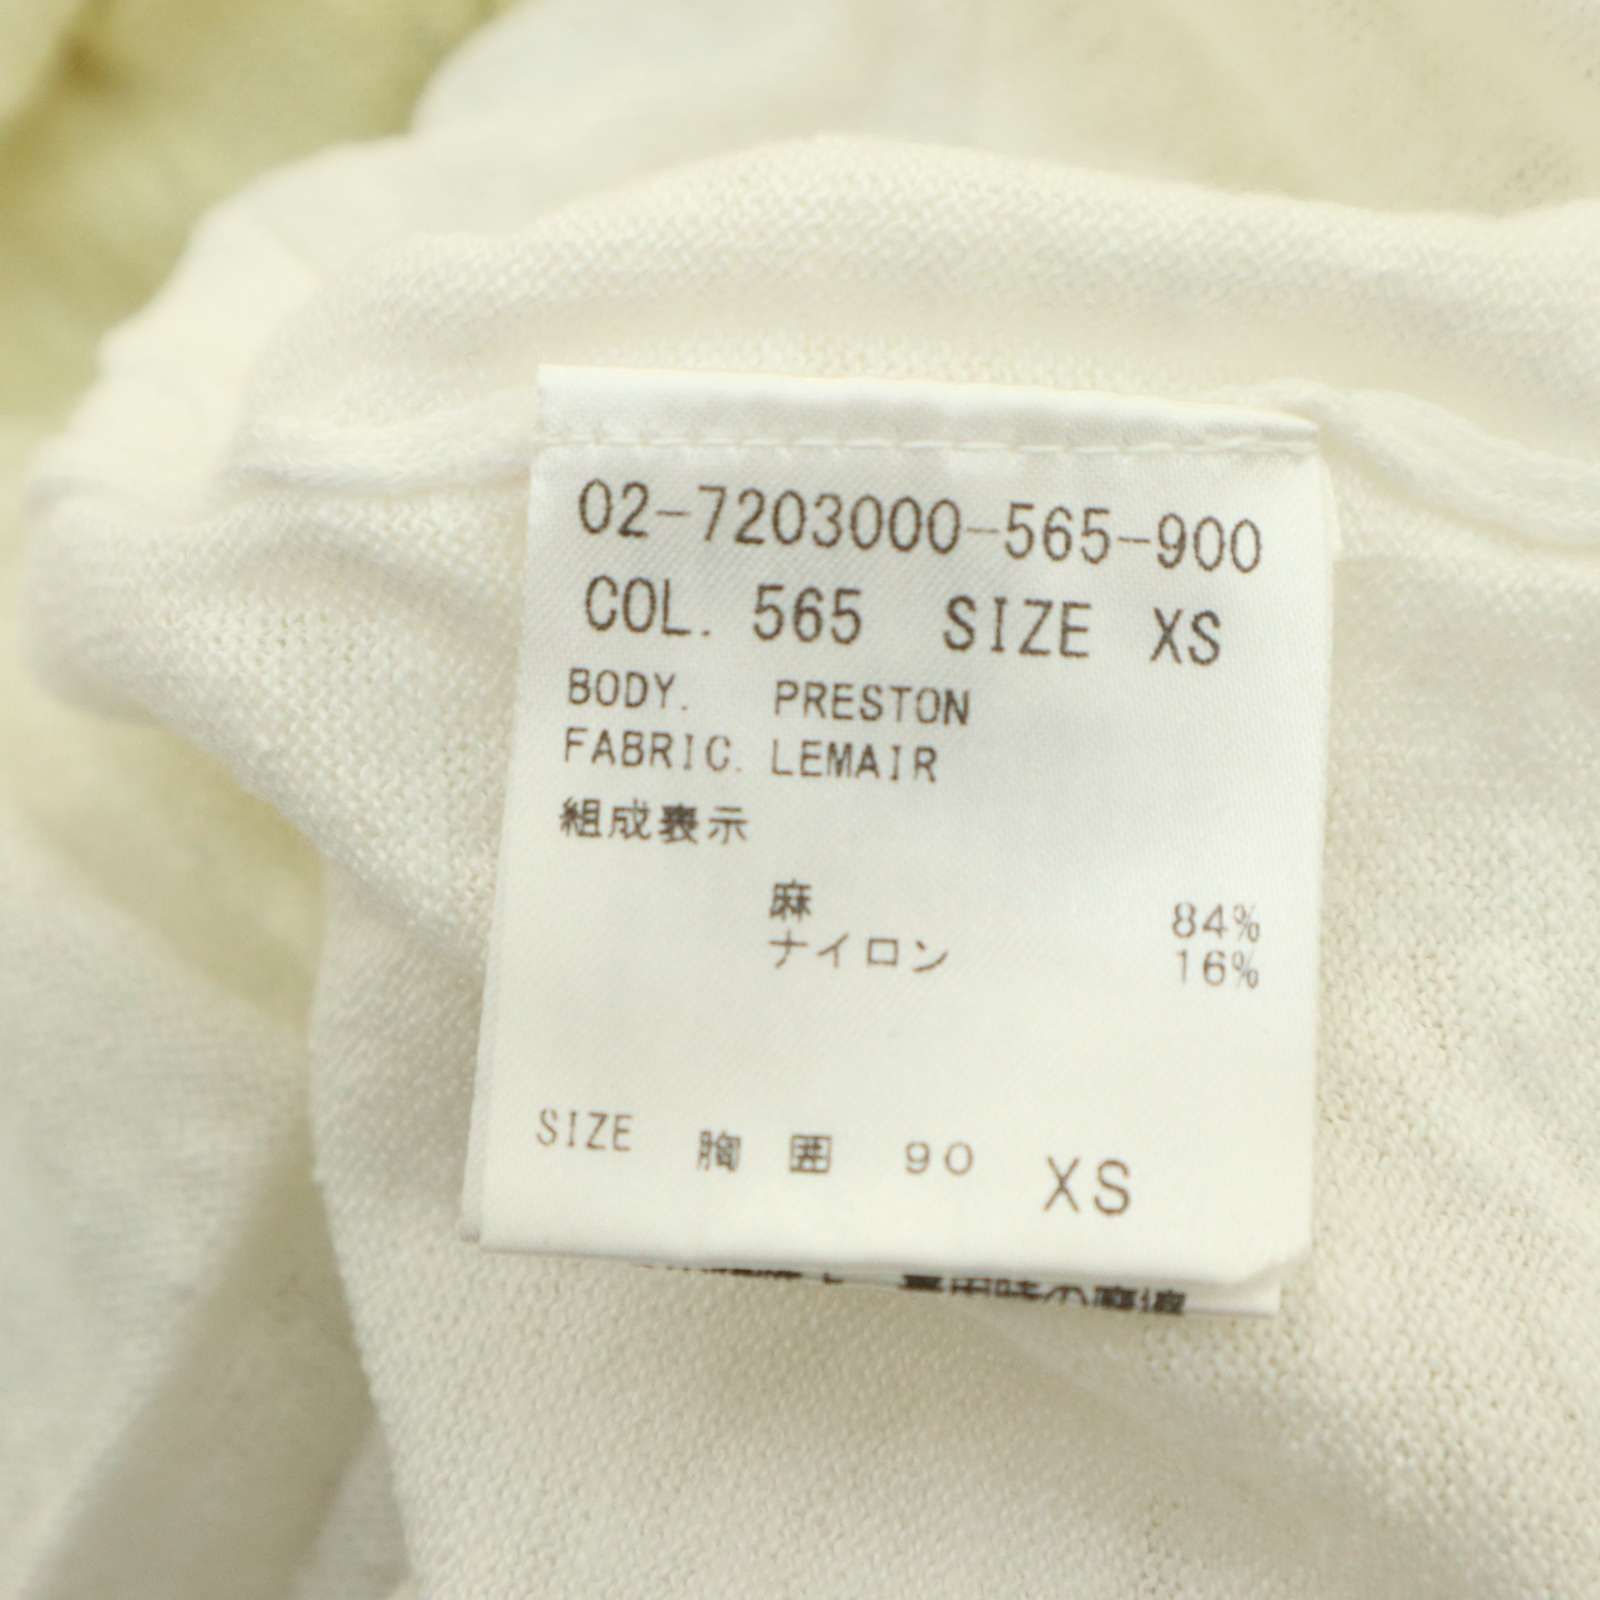 02-7203000-565-900
COL. 565 SIZE XS
BODY. PRESTON
FABRIC. LEMAIR
組成表示
麻 84%
ナイロン 16%
SIZE 胸囲 90 XS